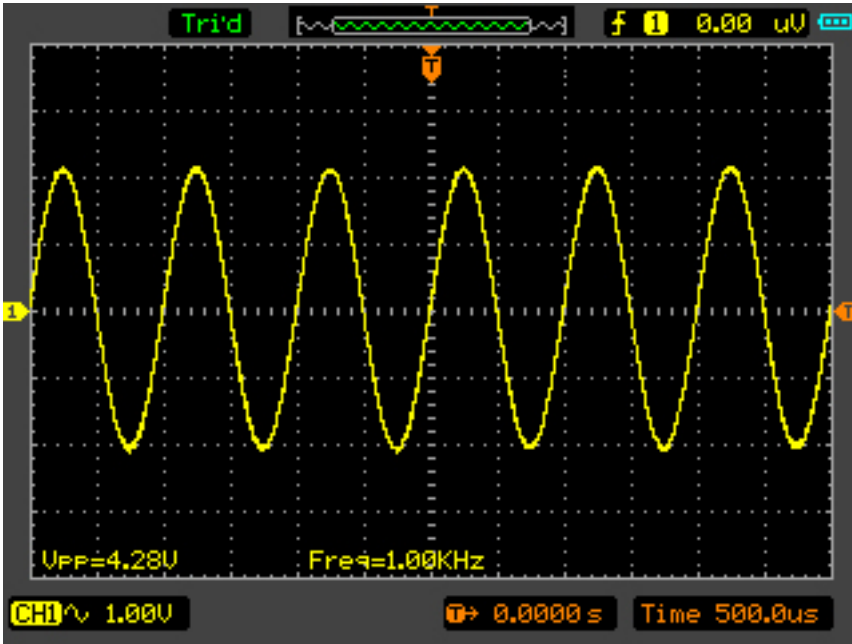 Tri'd T f 1 0.00 uV
T
1 T
Vpp=4.28V Freq=1.00KHz
CH1 1.00V T→ 0.0000s Time 500.0us